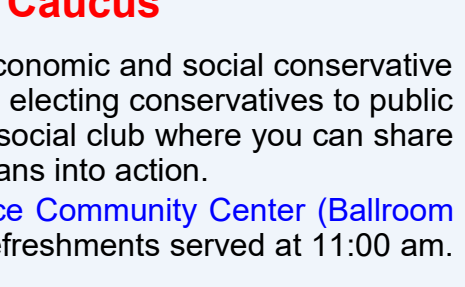 Caucus
conomic and social conservative
electing conservatives to public
social club where you can share
ans into action.
ce Community Center (Ballroom
efreshments served at 11:00 am.